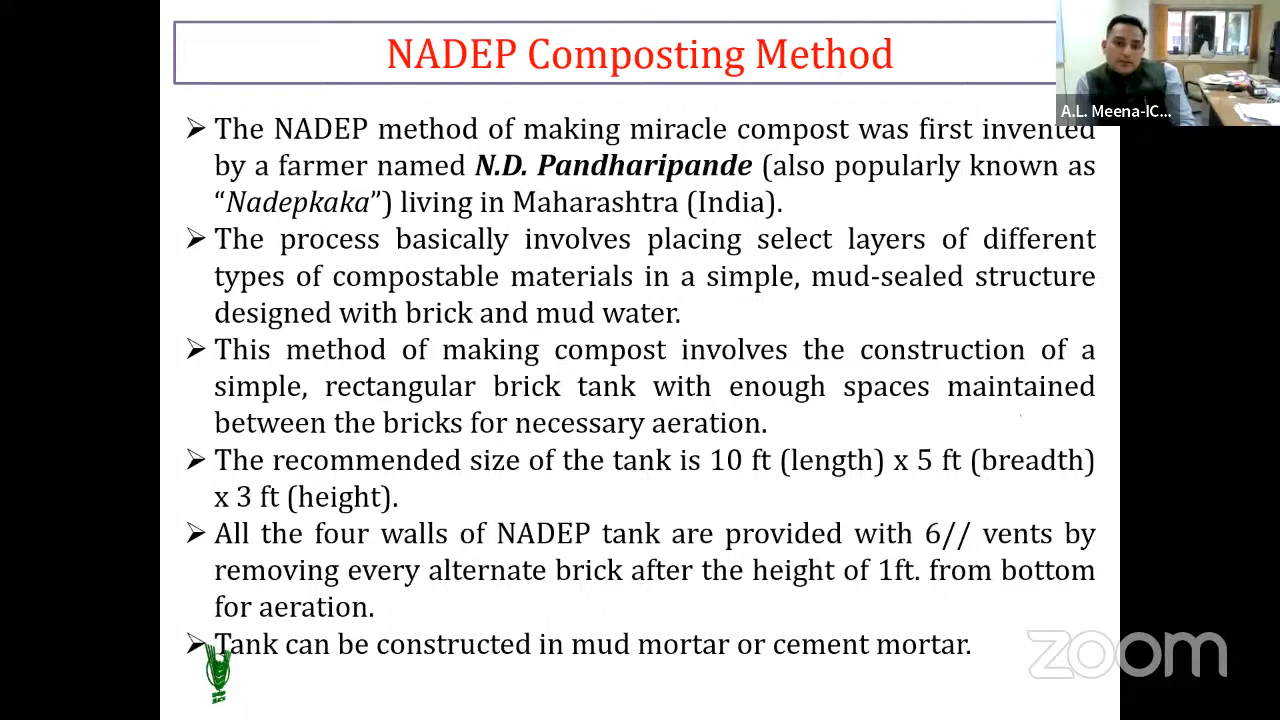 NADEP Composting Method
A.L. Meena-IC...
➢ The NADEP method of making miracle compost was first invented
by a farmer named N.D. Pandharipande (also popularly known as
“Nadepkaka”) living in Maharashtra (India).
➢ The process basically involves placing select layers of different
types of compostable materials in a simple, mud-sealed structure
designed with brick and mud water.
➢ This method of making compost involves the construction of a
simple, rectangular brick tank with enough spaces maintained
between the bricks for necessary aeration.
➢ The recommended size of the tank is 10 ft (length) x 5 ft (breadth)
x 3 ft (height).
➢ All the four walls of NADEP tank are provided with 6// vents by
removing every alternate brick after the height of 1ft. from bottom
for aeration.
➢ Tank can be constructed in mud mortar or cement mortar.
zoom